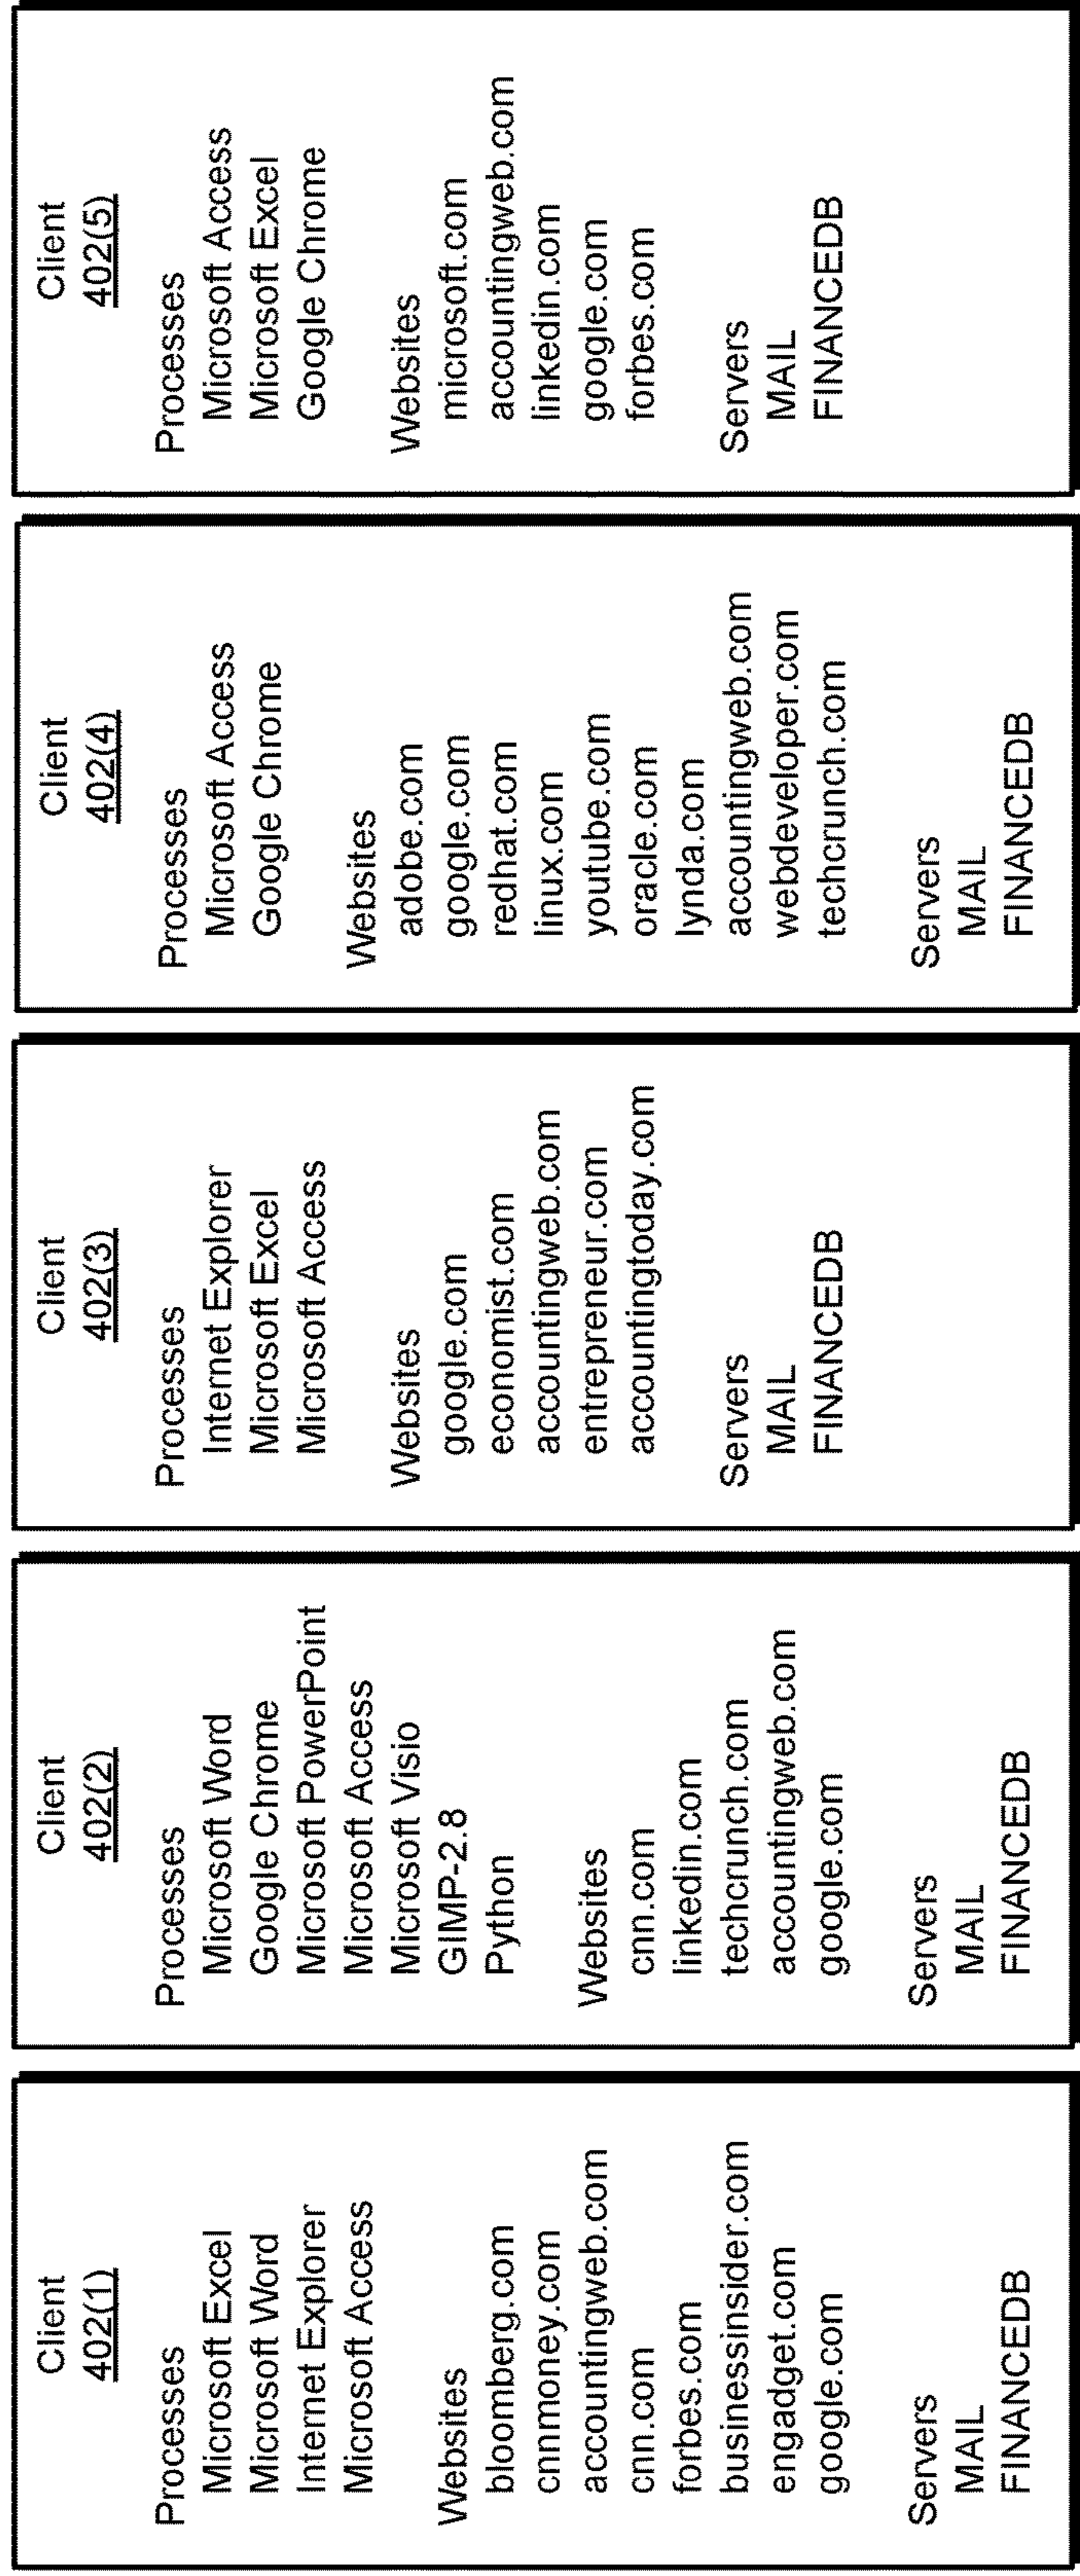 Client
402(1)
Processes
Microsoft Excel
Microsoft Word
Internet Explorer
Microsoft Access
Websites
bloomberg.com
cnnmoney.com
accountingweb.com
cnn.com
forbes.com
businessinsider.com
engadget.com
google.com
Servers
MAIL
FINANCEDB
Client
402(2)
Processes
Microsoft Word
Google Chrome
Microsoft PowerPoint
Microsoft Access
Microsoft Visio
GIMP-2.8
Python
Websites
cnn.com
linkedin.com
techcrunch.com
accountingweb.com
google.com
Servers
MAIL
FINANCEDB
Client
402(3)
Processes
Internet Explorer
Microsoft Excel
Microsoft Access
Websites
google.com
economist.com
accountingweb.com
entrepreneur.com
accountingtoday.com
Servers
MAIL
FINANCEDB
Client
402(4)
Processes
Microsoft Access
Google Chrome
Websites
adobe.com
google.com
redhat.com
linux.com
youtube.com
oracle.com
lynda.com
accountingweb.com
webdeveloper.com
techcrunch.com
Servers
MAIL
FINANCEDB
Client
402(5)
Processes
Microsoft Access
Microsoft Excel
Google Chrome
Websites
microsoft.com
accountingweb.com
linkedin.com
google.com
forbes.com
Servers
MAIL
FINANCEDB